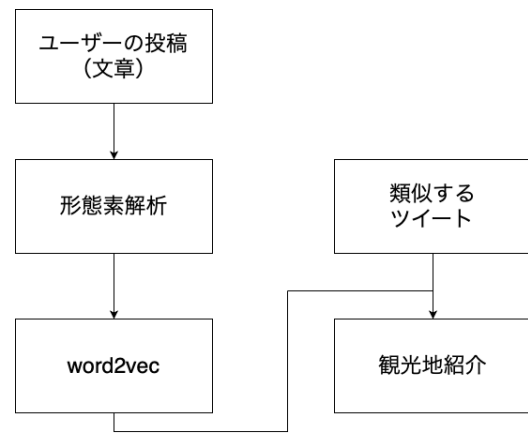 ユーザーの投稿
（文章）
形態素解析
word2vec
類似する
ツイート
観光地紹介